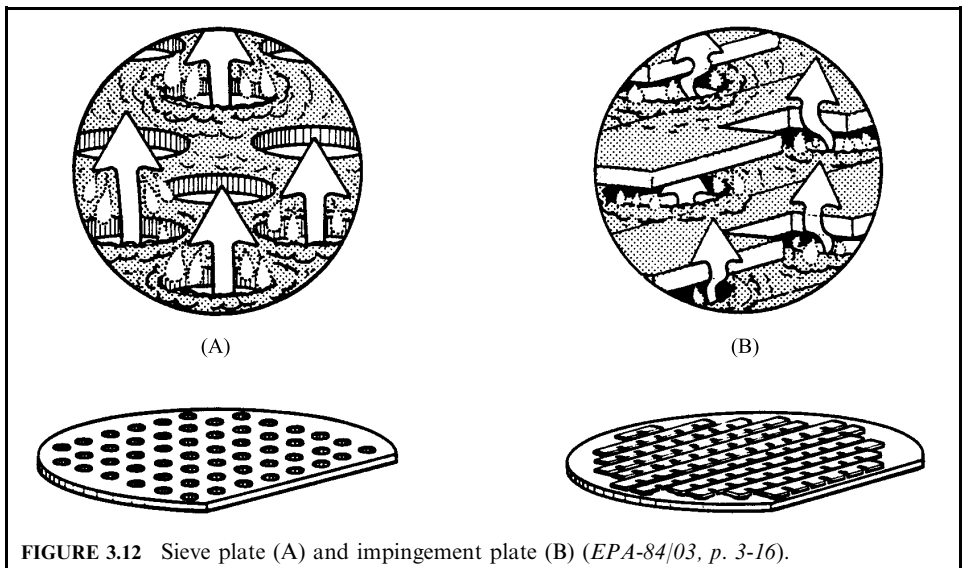 (A)
(B)
FIGURE 3.12 Sieve plate (A) and impingement plate (B) (EPA-84/03, p. 3-16).